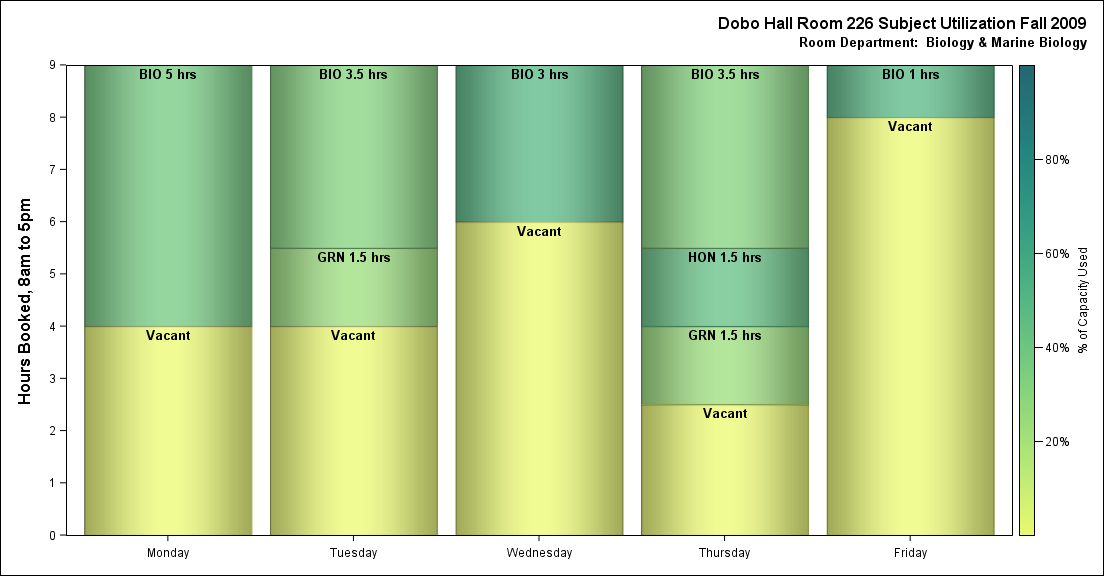 Dobo Hall Room 226 Subject Utilization Fall 2009
Room Department: Biology & Marine Biology
Hours Booked, 8am to 5pm
9
8
7
6
5
4
3
2
1
0
BIO 5 hrs
Vacant
BIO 3.5 hrs
GRN 1.5 hrs
Vacant
BIO 3 hrs
Vacant
BIO 3.5 hrs
HON 1.5 hrs
GRN 1.5 hrs
Vacant
BIO 1 hrs
Vacant
Monday
Tuesday
Wednesday
Thursday
Friday
80%
60%
40%
20%
% of Capacity Used